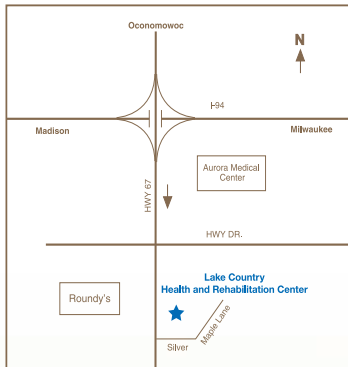 Oconomowoc
N
I-94
Madison
Milwaukee
Aurora Medical
Center
HWY 67
HWY DR.
Lake Country
Health and Rehabilitation Center
Roundy's
Maple Lane
Silver